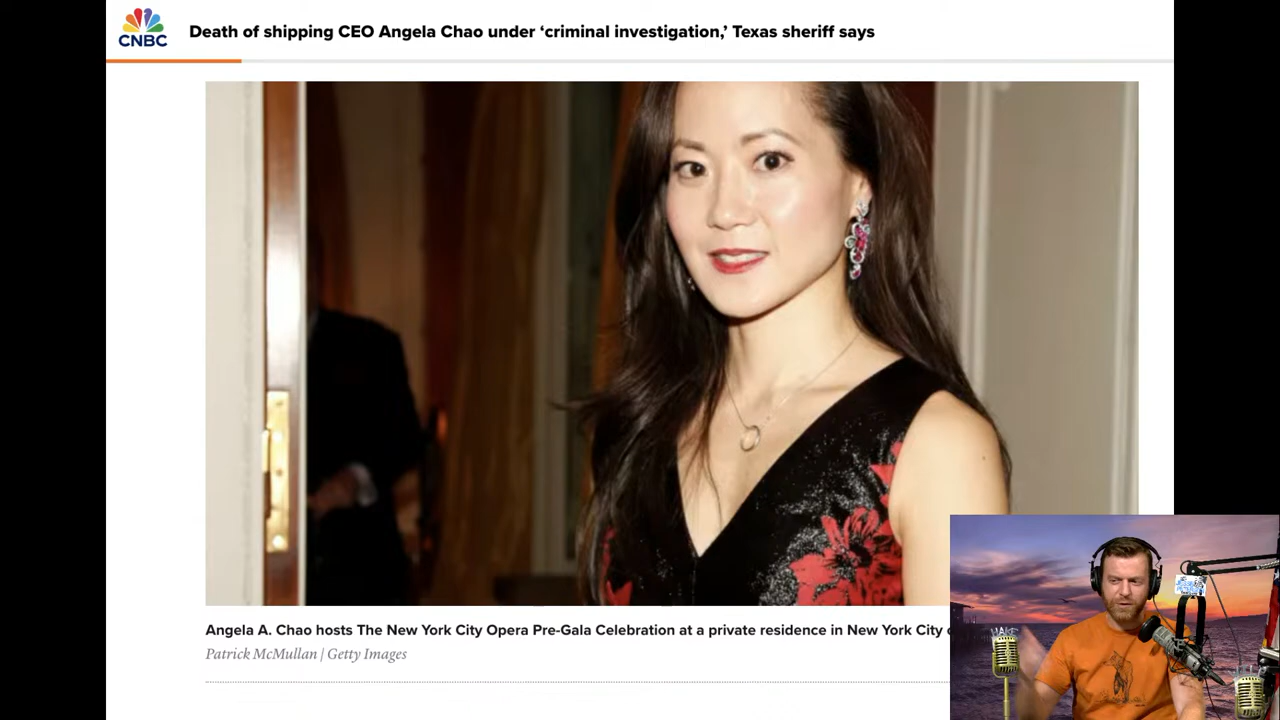 CNBC
Death of shipping CEO Angela Chao under ‘criminal investigation,’ Texas sheriff says
Angela A. Chao hosts The New York City Opera Pre-Gala Celebration at a private residence in New York City
Patrick McMullan | Getty Images